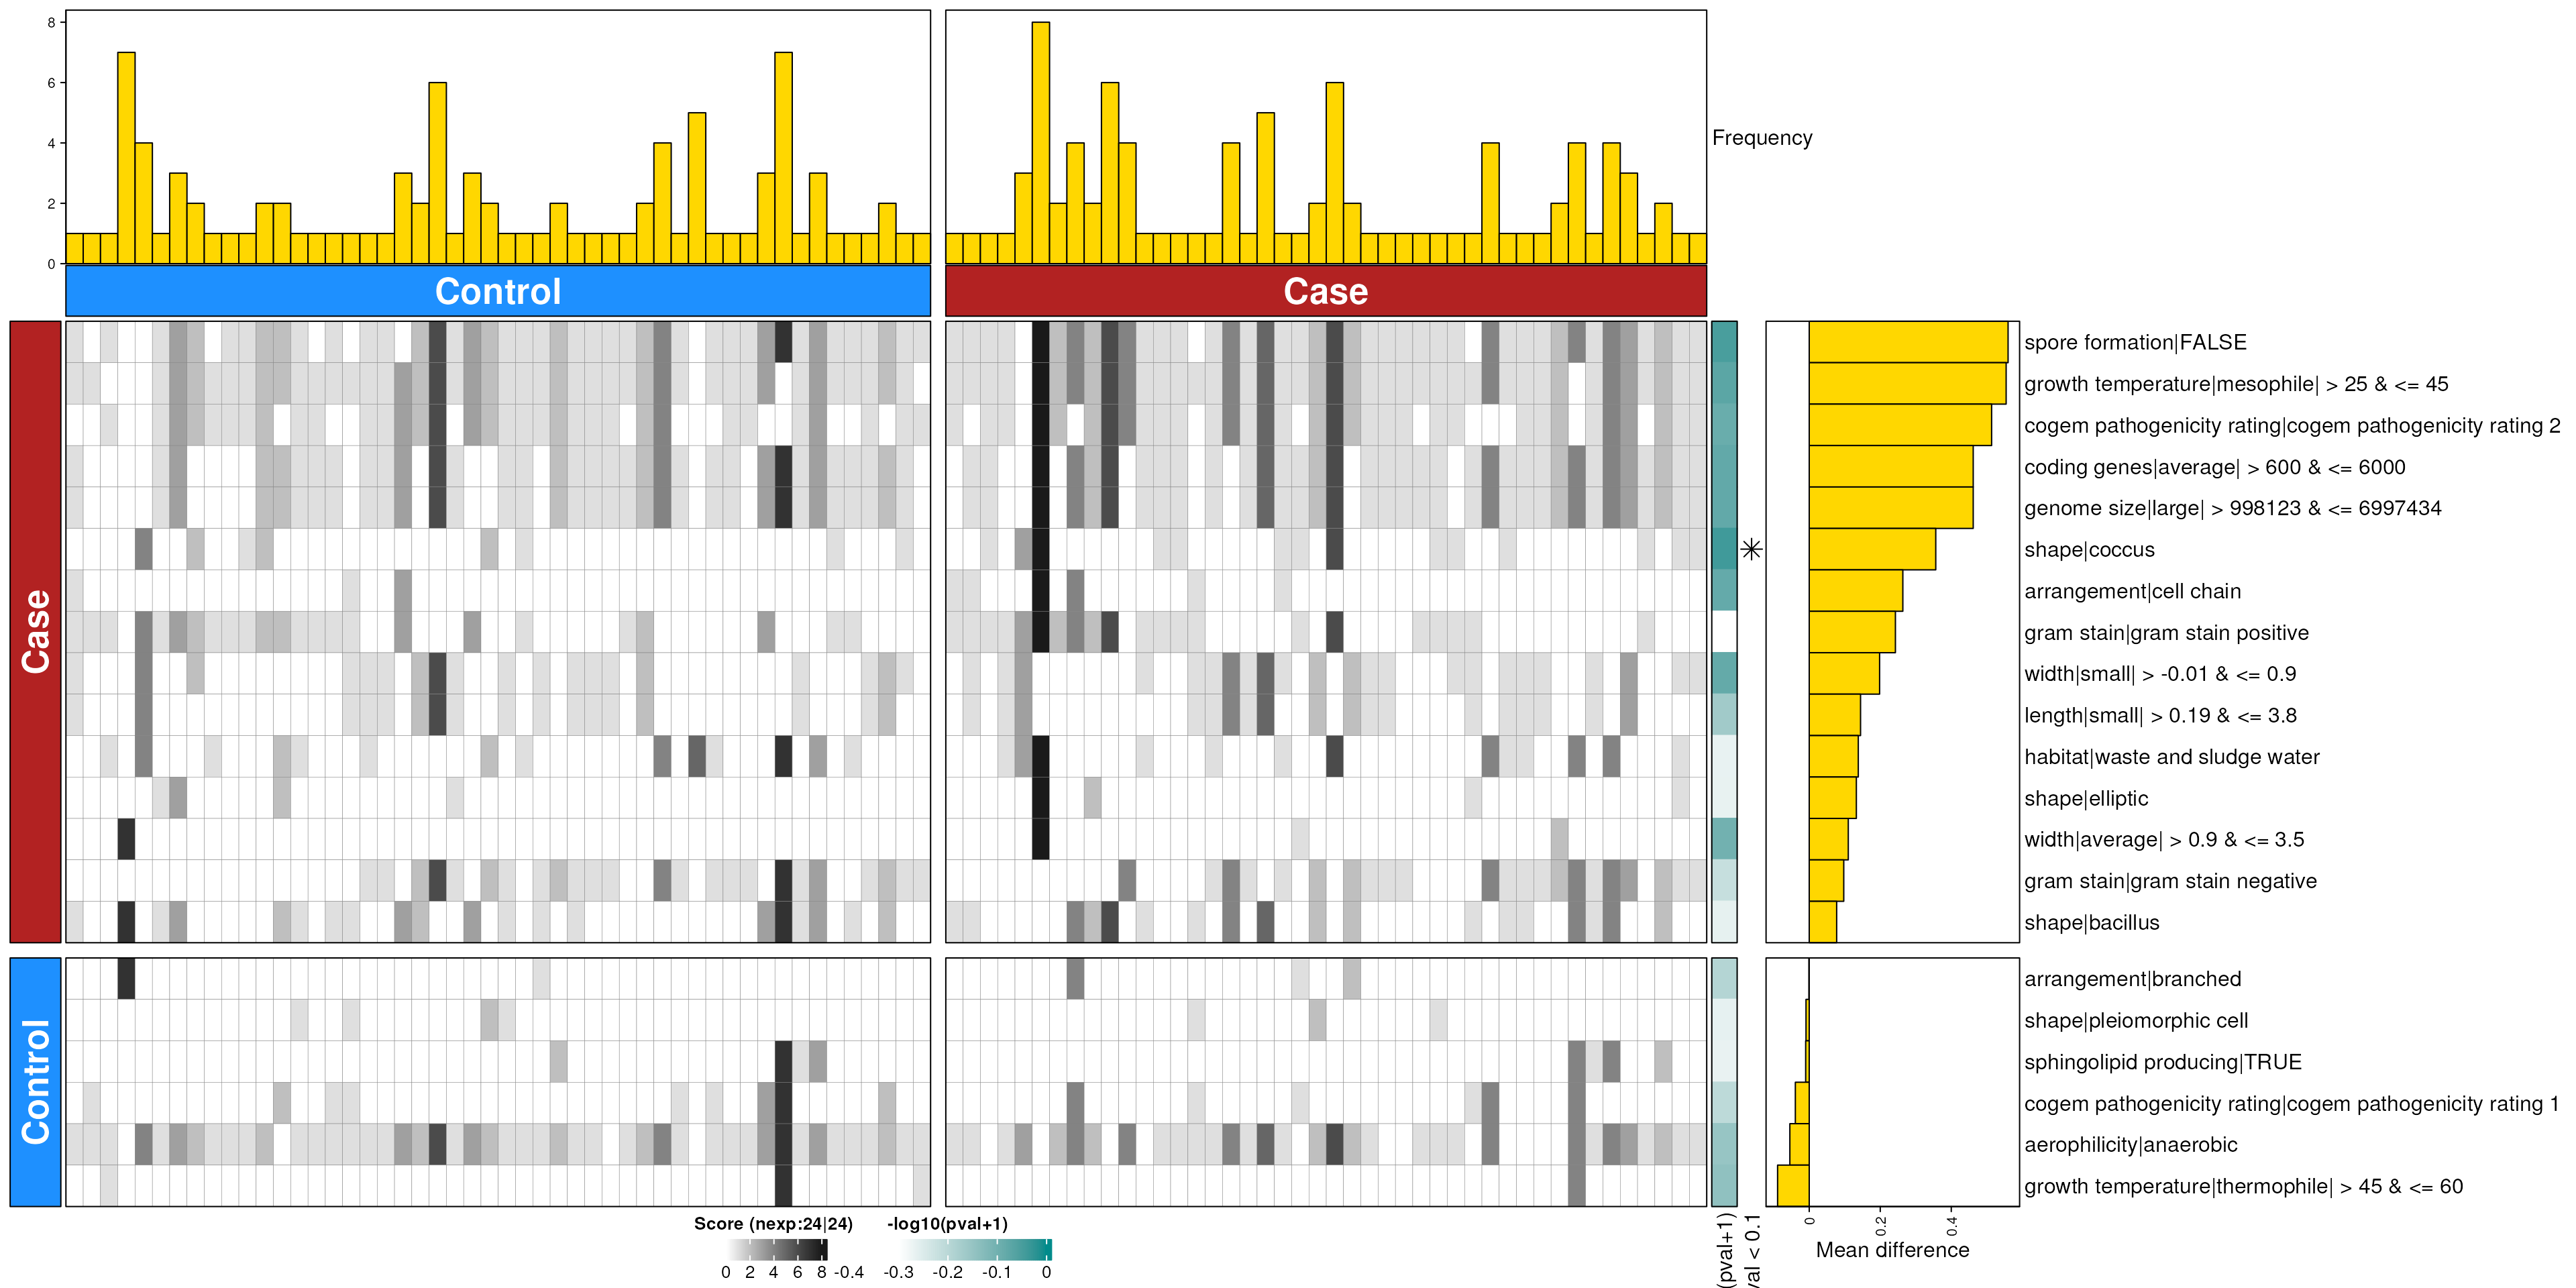 8
6
4
2
0
Frequency
Control
Case
Case
spore formation|FALSE
growth temperature|mesophile| > 25 & <= 45
cogem pathogenicity rating|cogem pathogenicity rating 2
coding genes|average| > 600 & <= 6000
genome size|large| > 998123 & <= 6997434
shape|coccus
arrangement|cell chain
gram stain|gram stain positive
width|small| > -0.01 & <= 0.9
length|small| > 0.19 & <= 3.8
habitat|waste and sludge water
shape|elliptic
width|average| > 0.9 & <= 3.5
gram stain|gram stain negative
shape|bacillus
Control
arrangement|branched
shape|pleiomorphic cell
sphingolipid producing|TRUE
cogem pathogenicity rating|cogem pathogenicity rating 1
aerophilicity|anaerobic
growth temperature|thermophile| > 45 & <= 60
Score (nexp:24|24)
0 2 4 6 8
-log10(pval+1)
-0.4 -0.3 -0.2 -0.1 0
(pval+1)
val < 0.1
0 0.2 0.4
Mean difference